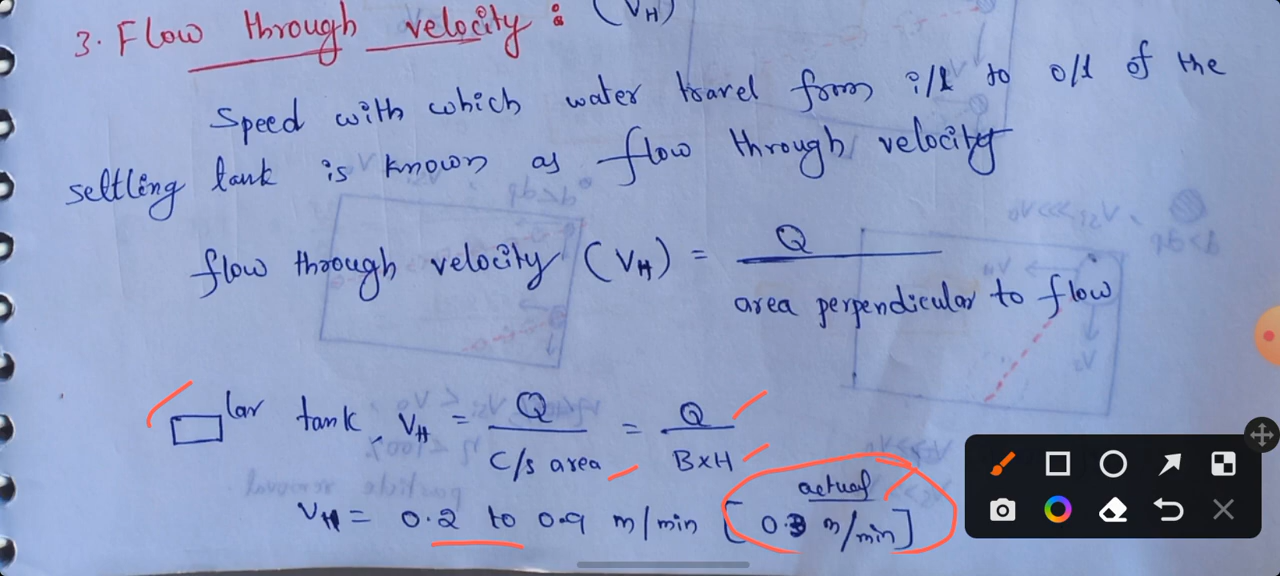 3. Flow through velocity : (VH)
Speed with which water travel from i/l to o/l of the
settling tank is known as flow through velocity
flow through velocity (VH) = Q / area perpendicular to flow
▭lar tank, VH = Q / C/s area = Q / B×H
VH = 0.2 to 0.9 m/min [actual 0.3 m/min]